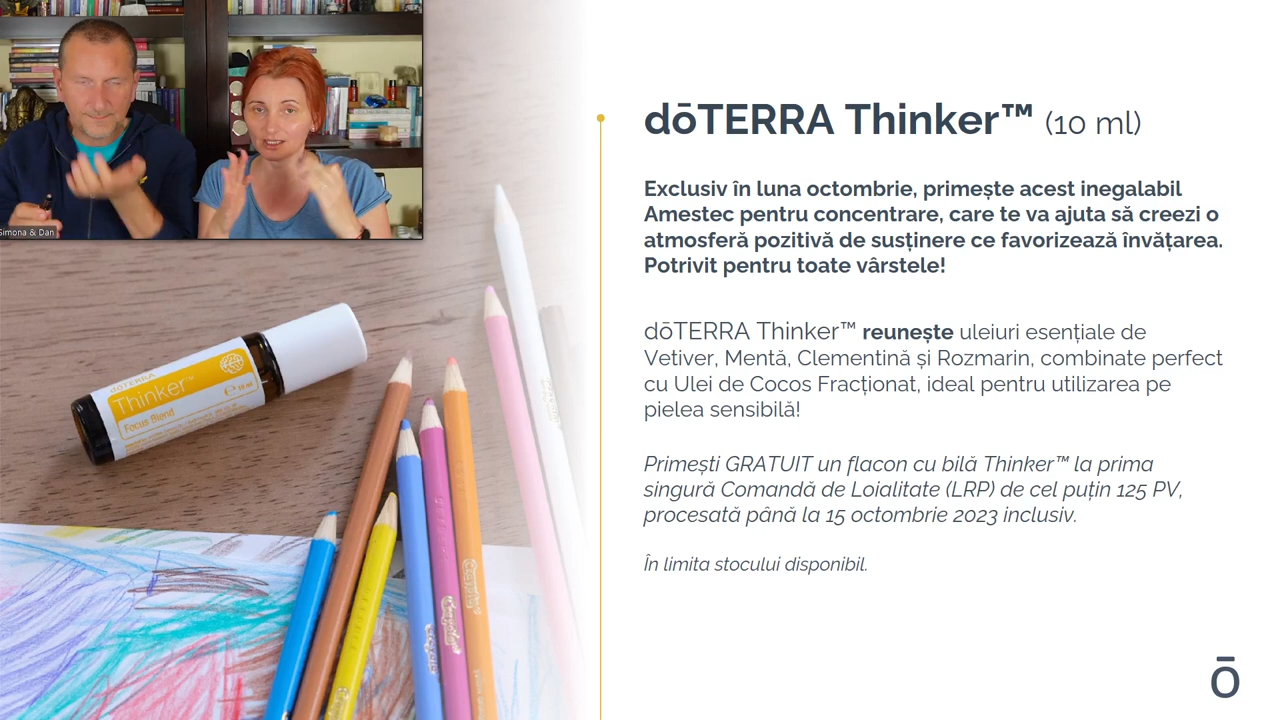 Simona & Dan
dōTERRA
Thinker™
Focus Blend
10 ml
Crayola
Crayola
Crayola
dōTERRA Thinker™ (10 ml)
Exclusiv în luna octombrie, primește acest inegalabil
Amestec pentru concentrare, care te va ajuta să creezi o
atmosferă pozitivă de susținere ce favorizează învățarea.
Potrivit pentru toate vârstele!
dōTERRA Thinker™ reunește uleiuri esențiale de
Vetiver, Mentă, Clementină și Rozmarin, combinate perfect
cu Ulei de Cocos Fracționat, ideal pentru utilizarea pe
pielea sensibilă!
Primești GRATUIT un flacon cu bilă Thinker™ la prima
singură Comandă de Loialitate (LRP) de cel puțin 125 PV,
procesată până la 15 octombrie 2023 inclusiv.
În limita stocului disponibil.
ō